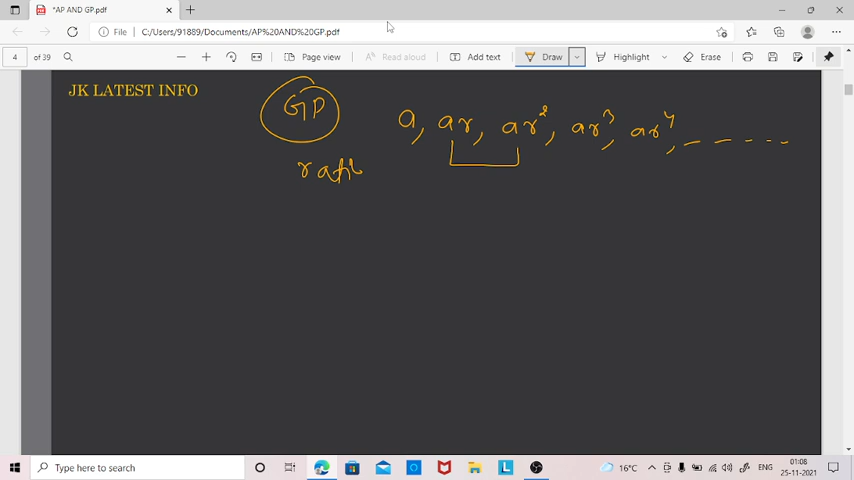 *AP AND GP.pdf
File C:/Users/91889/Documents/AP%20AND%20GP.pdf
4 of 39 Page view Read aloud Add text Draw Highlight Erase
JK LATEST INFO
GP a, ar, ar², ar³, ar⁴, - - - - - -
Type here to search 16°C ENG 01:08
25-11-2021